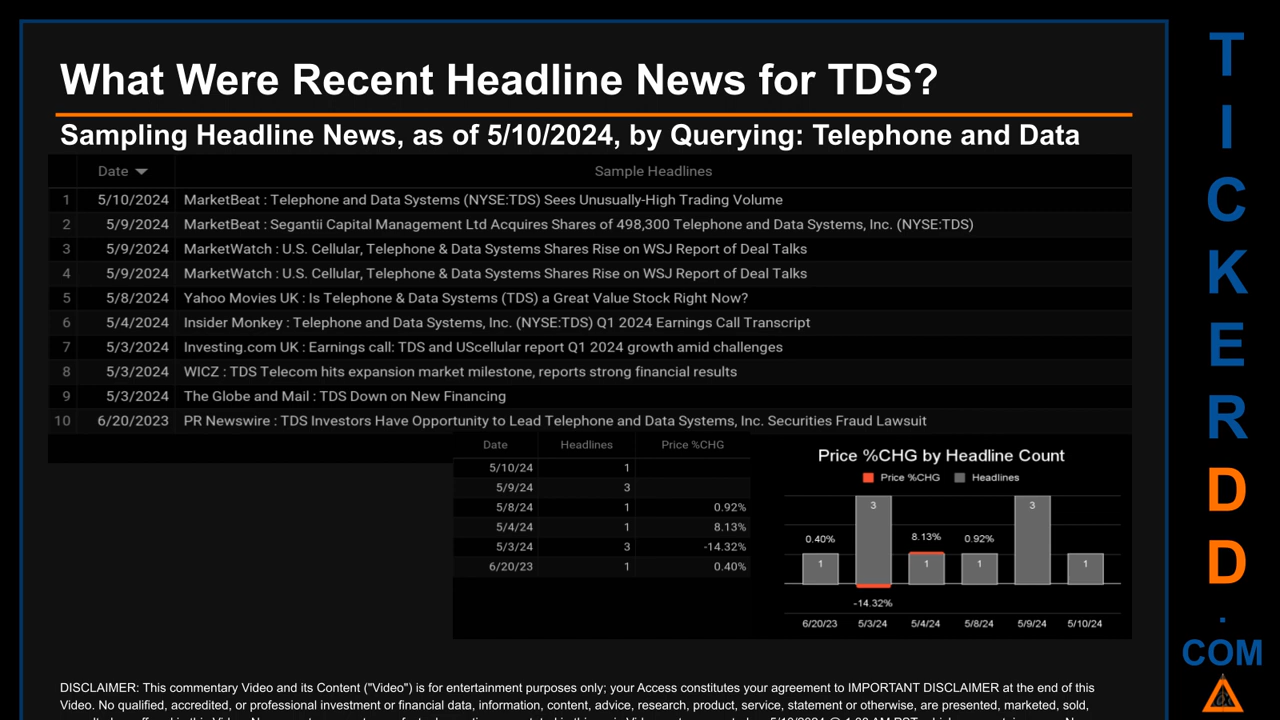 What Were Recent Headline News for TDS?
Sampling Headline News, as of 5/10/2024, by Querying: Telephone and Data
Date Sample Headlines
1 5/10/2024 MarketBeat : Telephone and Data Systems (NYSE:TDS) Sees Unusually-High Trading Volume
2 5/9/2024 MarketBeat : Segantii Capital Management Ltd Acquires Shares of 498,300 Telephone and Data Systems, Inc. (NYSE:TDS)
3 5/9/2024 MarketWatch : U.S. Cellular, Telephone & Data Systems Shares Rise on WSJ Report of Deal Talks
4 5/9/2024 MarketWatch : U.S. Cellular, Telephone & Data Systems Shares Rise on WSJ Report of Deal Talks
5 5/8/2024 Yahoo Movies UK : Is Telephone & Data Systems (TDS) a Great Value Stock Right Now?
6 5/4/2024 Insider Monkey : Telephone and Data Systems, Inc. (NYSE:TDS) Q1 2024 Earnings Call Transcript
7 5/3/2024 Investing.com UK : Earnings call: TDS and UScellular report Q1 2024 growth amid challenges
8 5/3/2024 WICZ : TDS Telecom hits expansion market milestone, reports strong financial results
9 5/3/2024 The Globe and Mail : TDS Down on New Financing
10 6/20/2023 PR Newswire : TDS Investors Have Opportunity to Lead Telephone and Data Systems, Inc. Securities Fraud Lawsuit
Date Headlines Price %CHG
5/10/24 1
5/9/24 3
5/8/24 1 0.92%
5/4/24 1 8.13%
5/3/24 3 -14.32%
6/20/23 1 0.40%
Price %CHG by Headline Count
Price %CHG Headlines
3 3
0.40% 8.13% 0.92%
1 1 1 1
-14.32%
6/20/23 5/3/24 5/4/24 5/8/24 5/9/24 5/10/24
DISCLAIMER: This commentary Video and its Content ("Video") is for entertainment purposes only; your Access constitutes your agreement to IMPORTANT DISCLAIMER at the end of this
Video. No qualified, accredited, or professional investment or financial data, information, content, advice, research, product, service, statement or otherwise, are presented, marketed, sold,
TICKERDD
.
COM